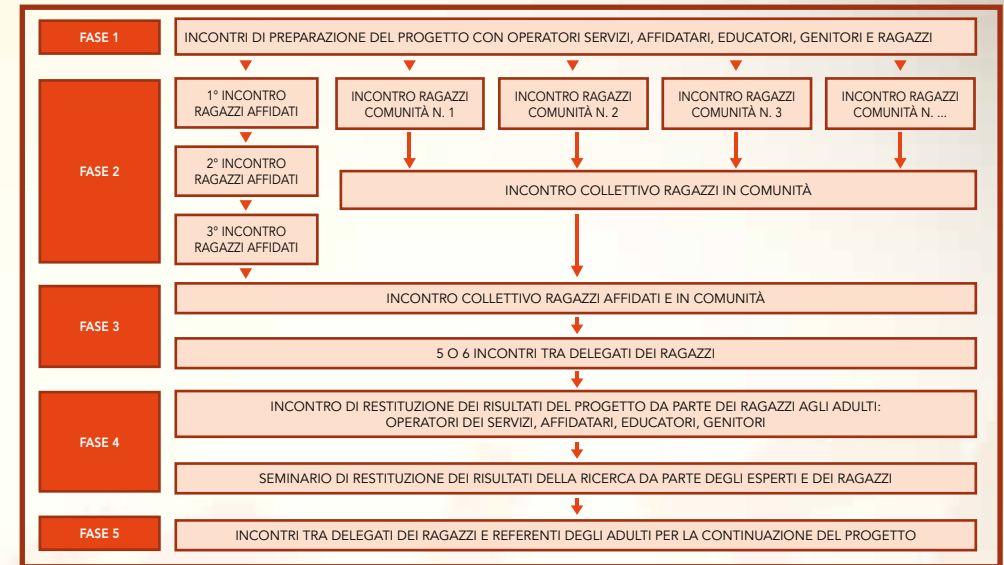 FASE 1
INCONTRI DI PREPARAZIONE DEL PROGETTO CON OPERATORI SERVIZI, AFFIDATARI, EDUCATORI, GENITORI E RAGAZZI
FASE 2
1° INCONTRO
RAGAZZI AFFIDATI
2° INCONTRO
RAGAZZI AFFIDATI
3° INCONTRO
RAGAZZI AFFIDATI
INCONTRO RAGAZZI
COMUNITÀ N. 1
INCONTRO RAGAZZI
COMUNITÀ N. 2
INCONTRO RAGAZZI
COMUNITÀ N. 3
INCONTRO RAGAZZI
COMUNITÀ N. ...
INCONTRO COLLETTIVO RAGAZZI IN COMUNITÀ
FASE 3
INCONTRO COLLETTIVO RAGAZZI AFFIDATI E IN COMUNITÀ
5 O 6 INCONTRI TRA DELEGATI DEI RAGAZZI
FASE 4
INCONTRO DI RESTITUZIONE DEI RISULTATI DEL PROGETTO DA PARTE DEI RAGAZZI AGLI ADULTI:
OPERATORI DEI SERVIZI, AFFIDATARI, EDUCATORI, GENITORI
SEMINARIO DI RESTITUZIONE DEI RISULTATI DELLA RICERCA DA PARTE DEGLI ESPERTI E DEI RAGAZZI
FASE 5
INCONTRI TRA DELEGATI DEI RAGAZZI E REFERENTI DEGLI ADULTI PER LA CONTINUAZIONE DEL PROGETTO